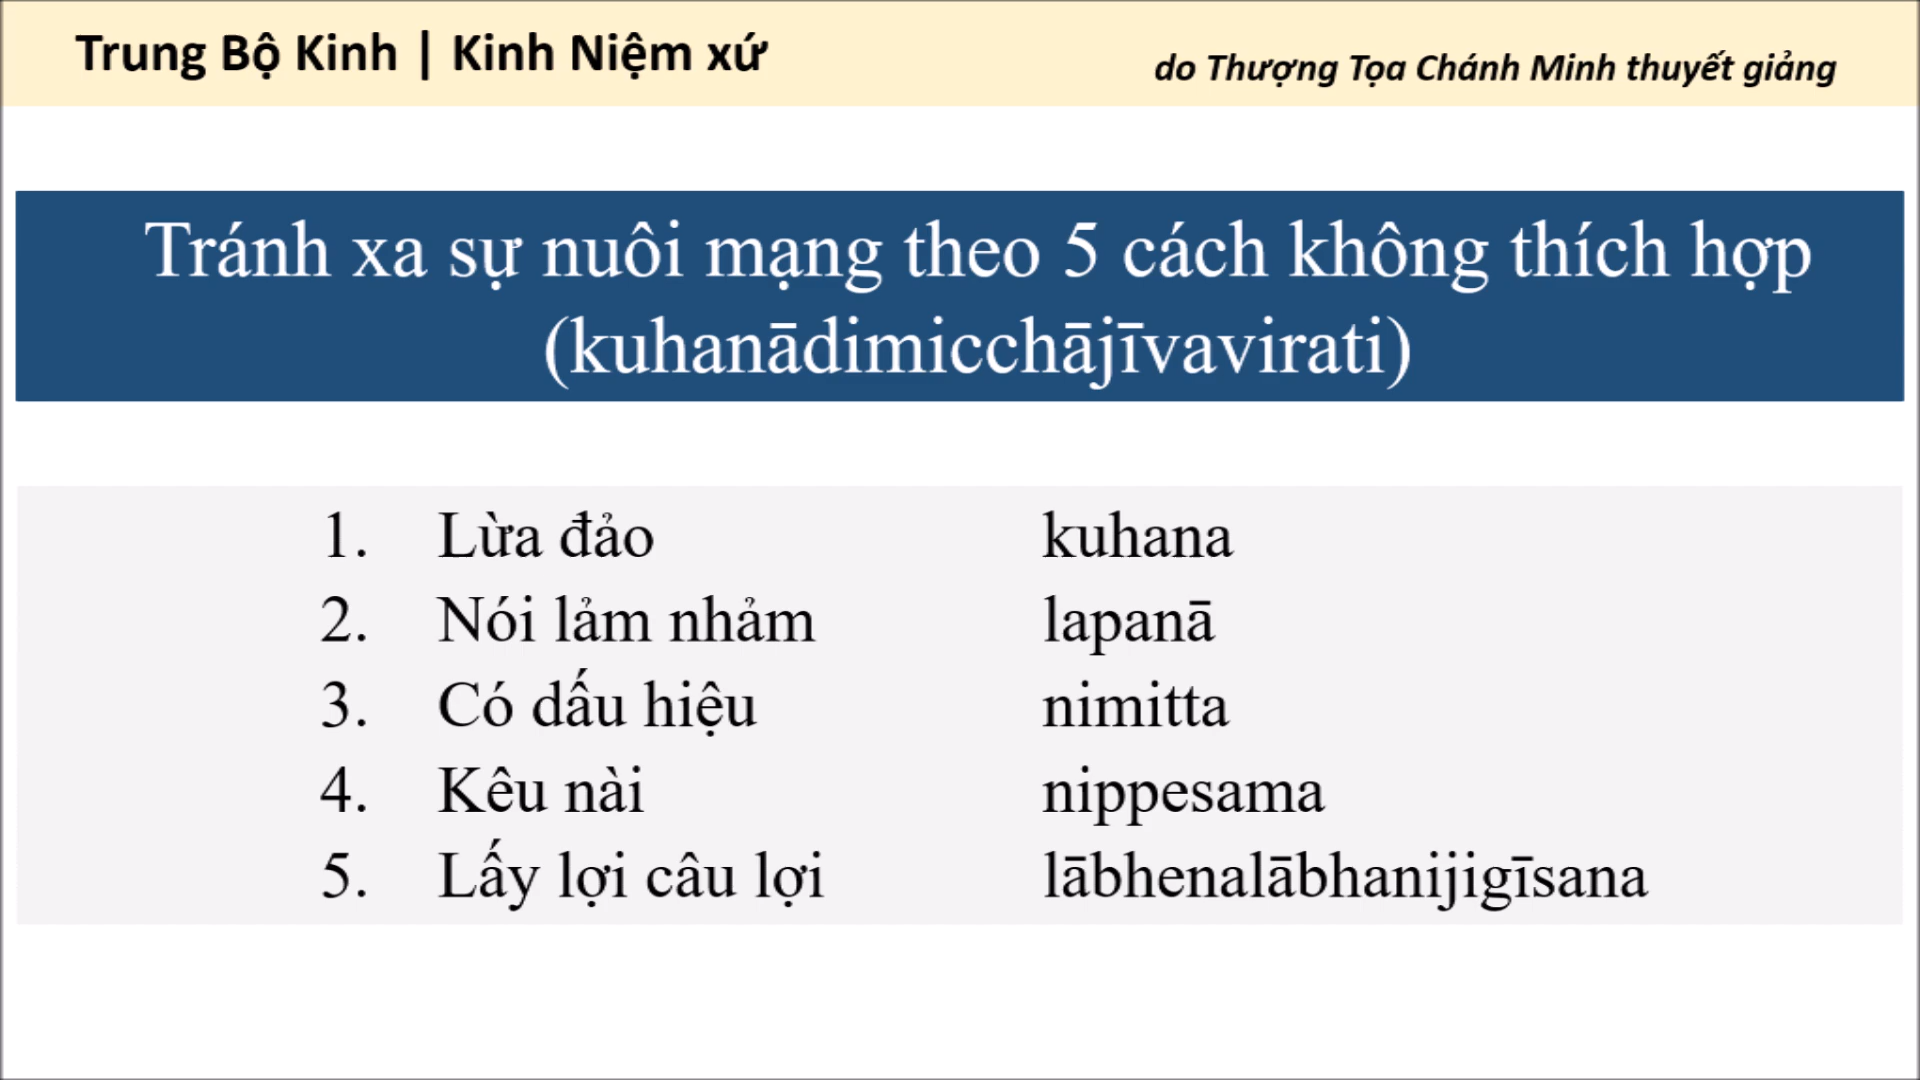 Trung Bộ Kinh | Kinh Niệm xứ
do Thượng Tọa Chánh Minh thuyết giảng
Tránh xa sự nuôi mạng theo 5 cách không thích hợp
(kuhanādimicchājīvavirati)
1. Lừa đảo kuhana
2. Nói lảm nhảm lapanā
3. Có dấu hiệu nimitta
4. Kêu nài nippesama
5. Lấy lợi câu lợi lābhenalābhanijigīsana